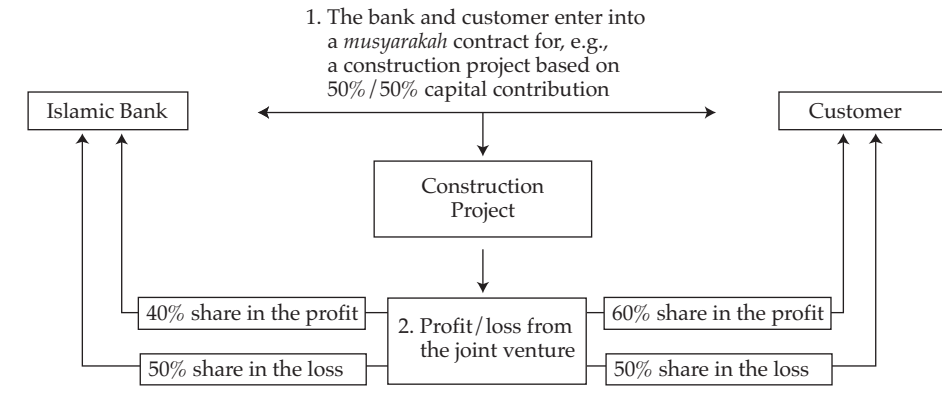 1. The bank and customer enter into
a musyarakah contract for, e.g.,
a construction project based on
50%/50% capital contribution
Islamic Bank
Customer
Construction
Project
40% share in the profit
2. Profit/loss from
the joint venture
60% share in the profit
50% share in the loss
50% share in the loss